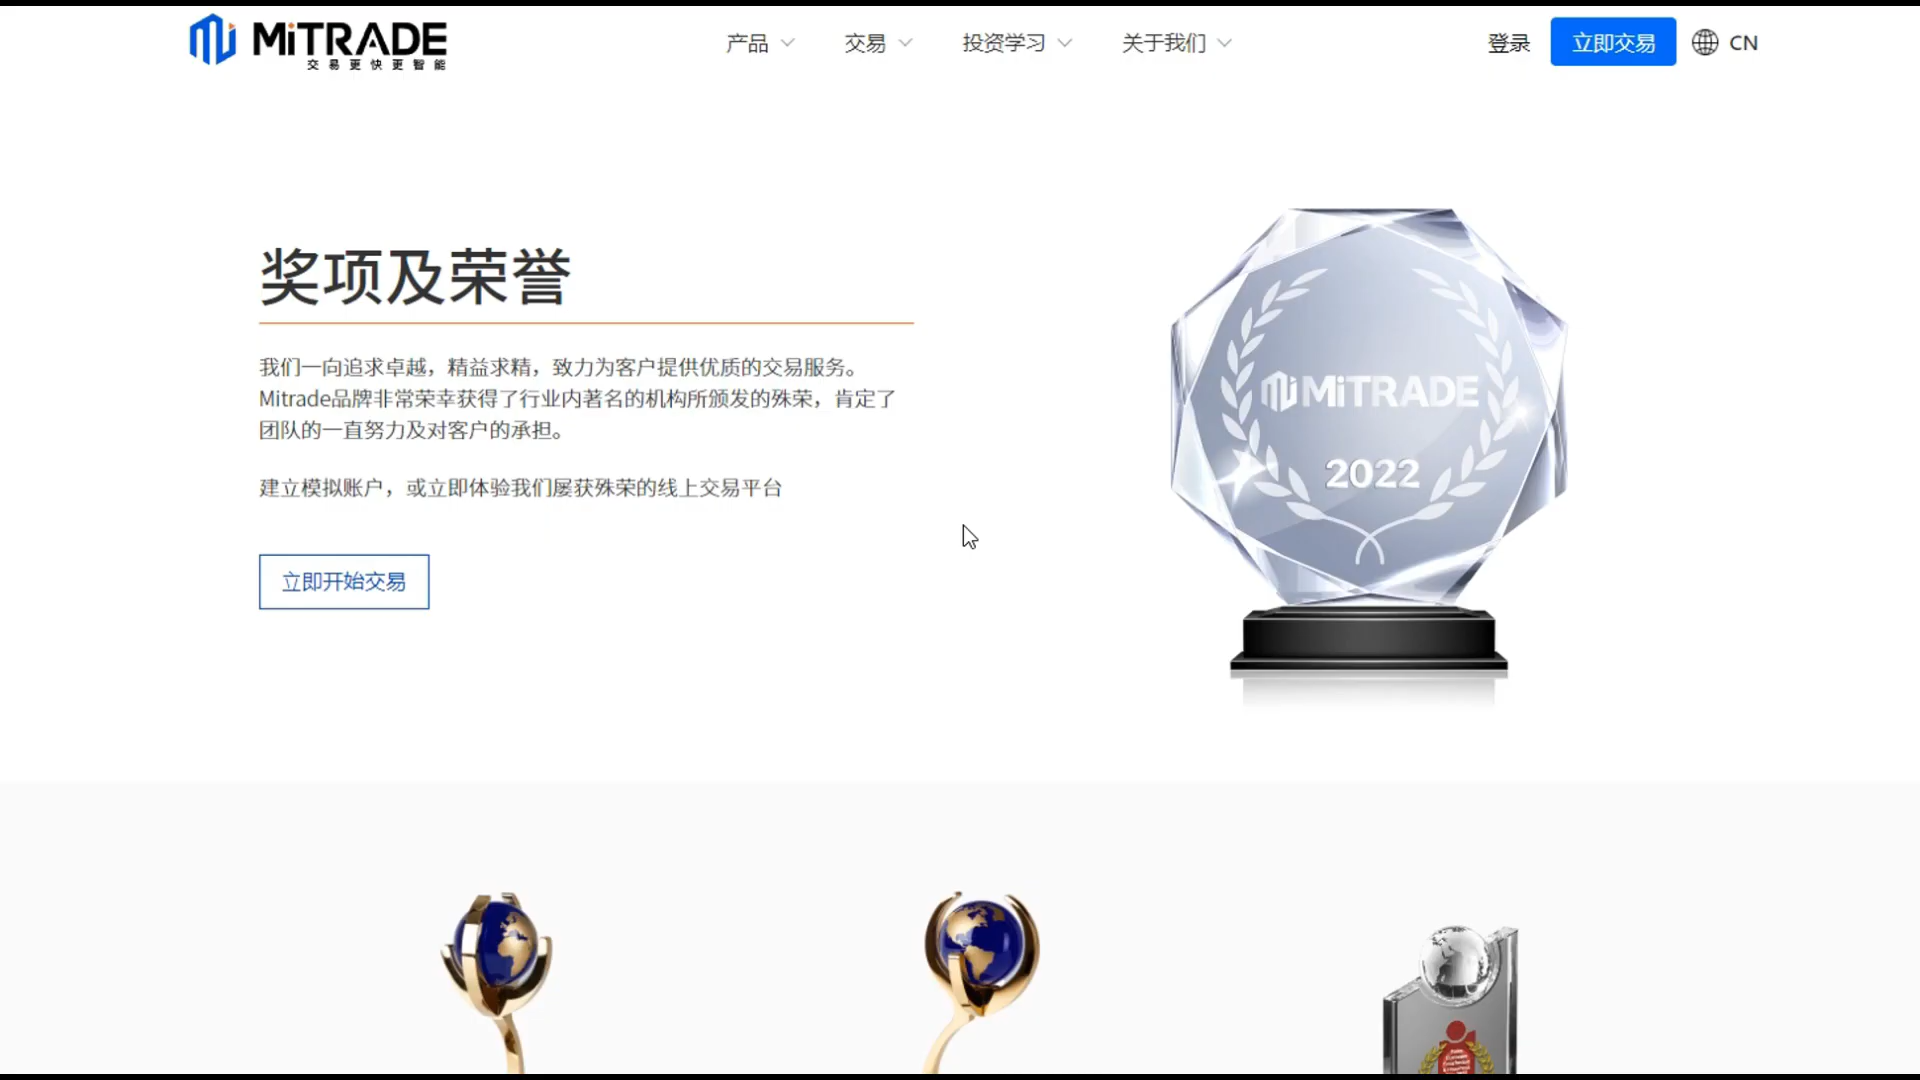 MiTRADE
交易更快更智能
产品
交易
投资学习
关于我们
登录
立即交易
CN
奖项及荣誉
我们一向追求卓越，精益求精，致力为客户提供优质的交易服务。
Mitrade品牌非常荣幸获得了行业内著名的机构所颁发的殊荣，肯定了
团队的一直努力及对客户的承担。
建立模拟账户，或立即体验我们屡获殊荣的线上交易平台
立即开始交易
MiTRADE
2022